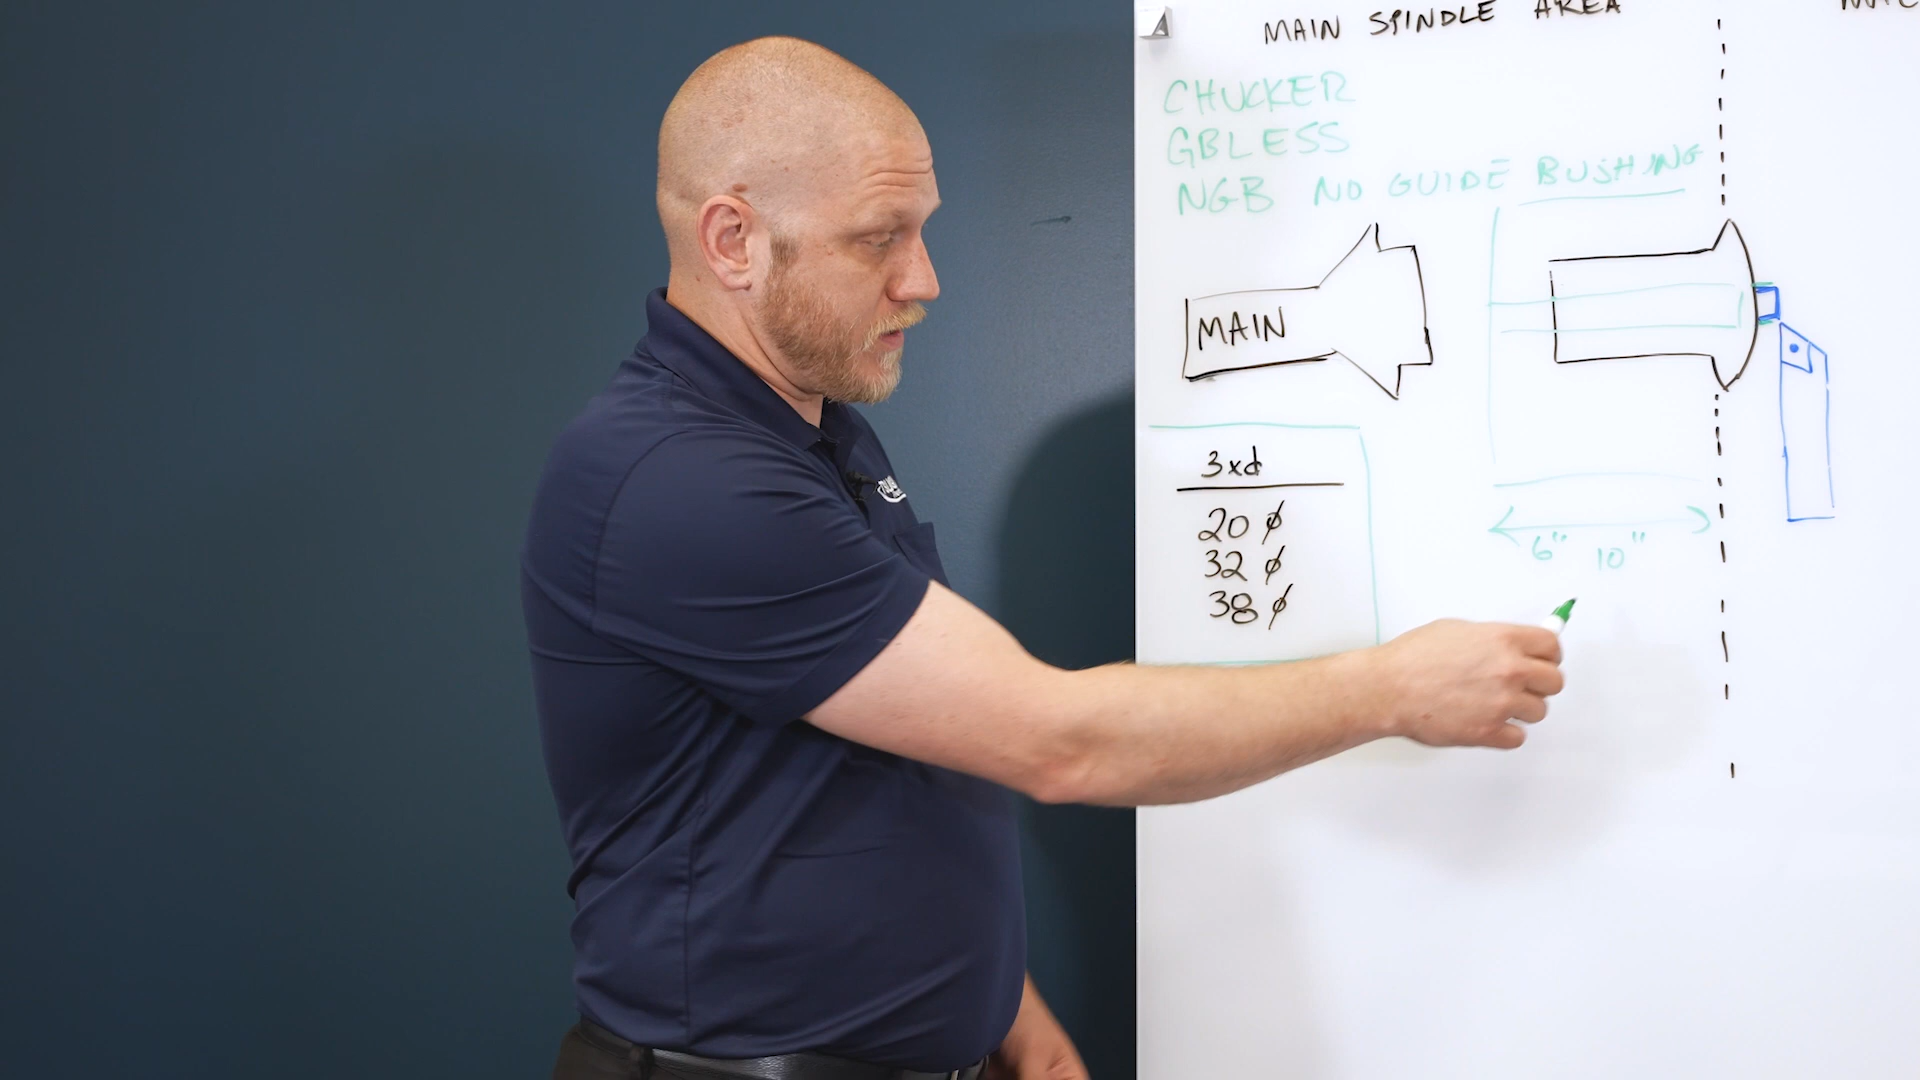 MAIN SPINDLE AREA
CHUCKER
GBLESS
NGB NO GUIDE BUSHING
MAIN
3xd
20 ϕ
32 ϕ
38 ϕ
6" 10"